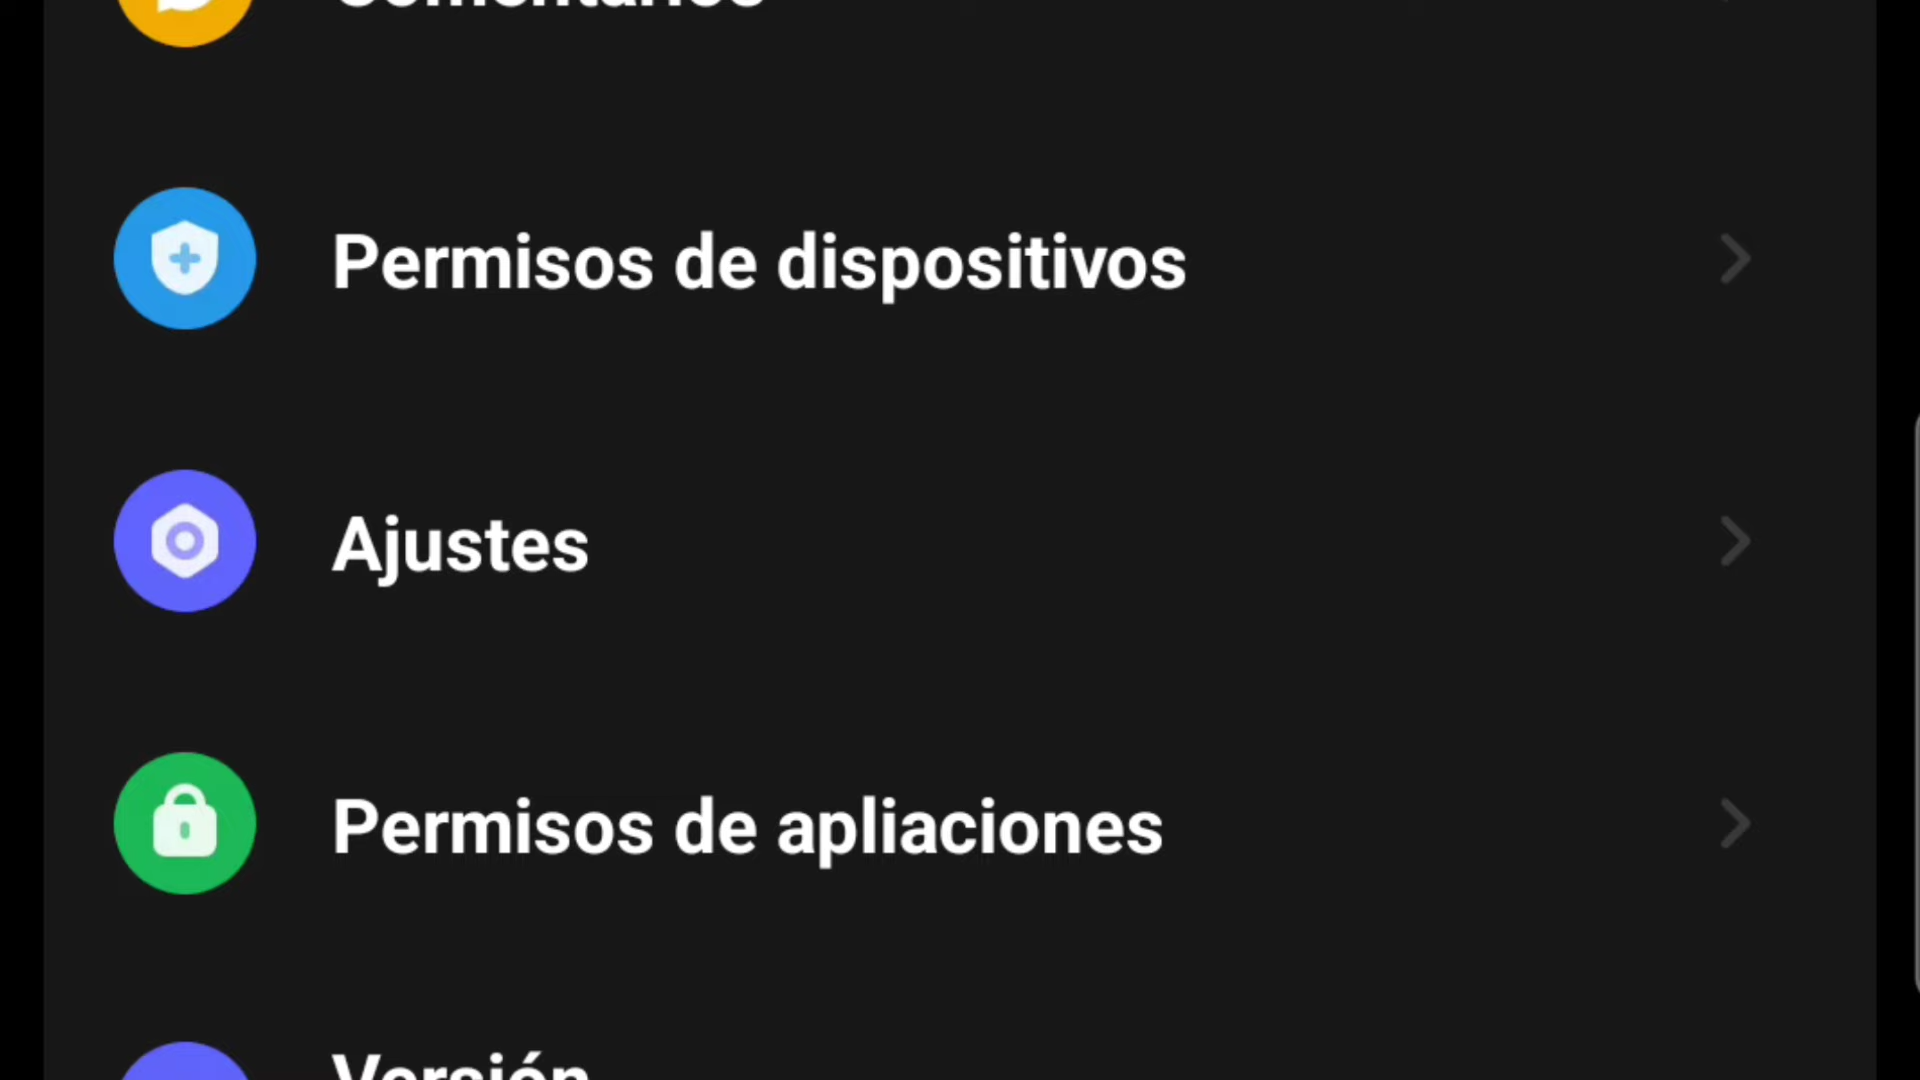 Comentarios
Permisos de dispositivos
Ajustes
Permisos de apliaciones
Versión